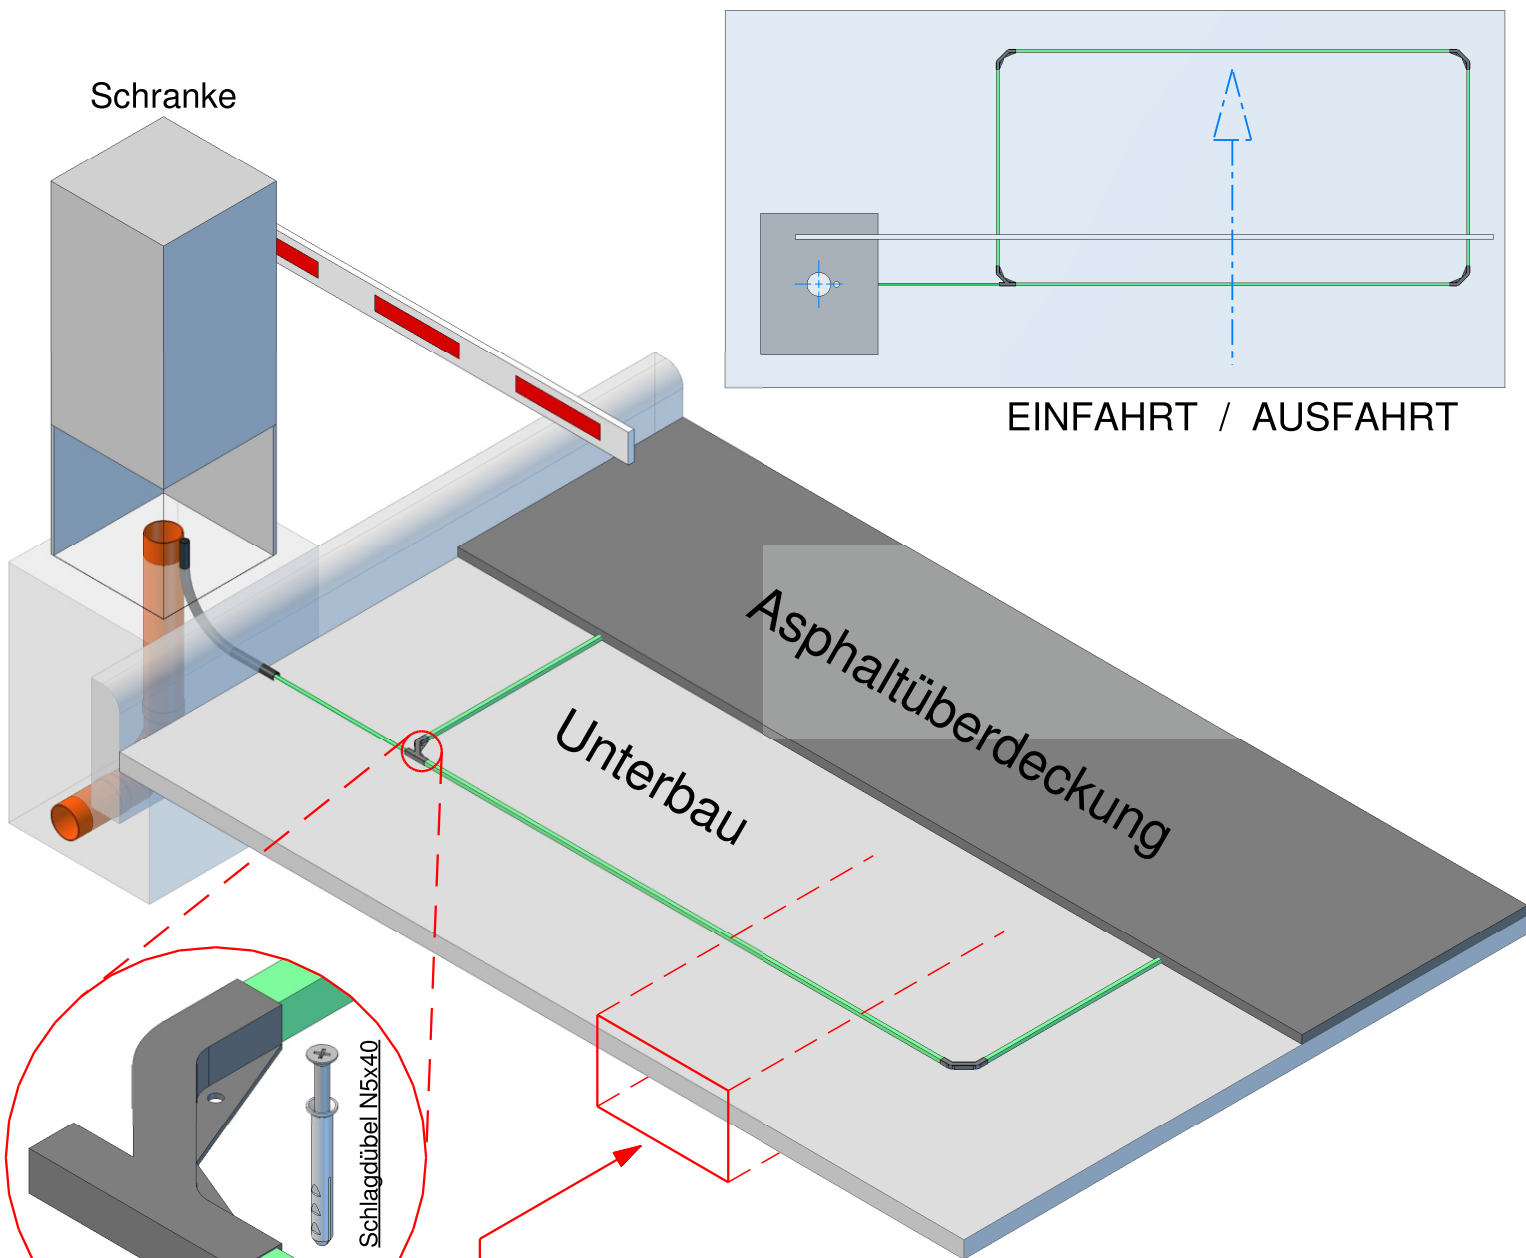 Schranke
EINFAHRT / AUSFAHRT
Asphaltüberdeckung
Unterbau
Schlagdübel N5x40